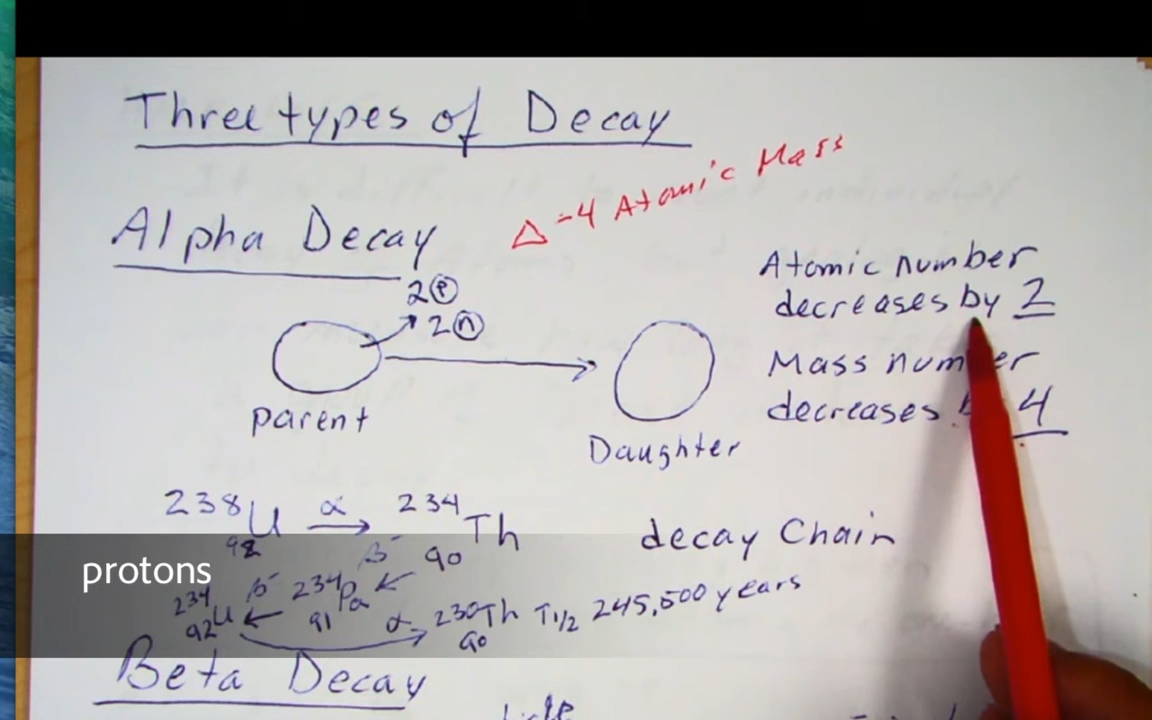 Three types of Decay
Δ -4 Atomic Mass
Alpha Decay
2 p
2 n
Atomic number
decreases by 2
Mass number
decreases 4
parent
Daughter
238 92 U α → 234 90 Th
decay Chain
protons
234 92 U ← β- 234 91 Pa ← β-
α 230 90 Th T1/2 245,500 years
Beta Decay